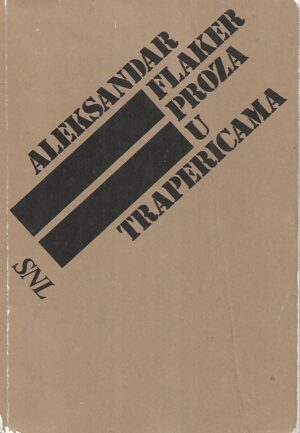 ALEKSANDAR
FLAKER
PROZA
U
TRAPERICAMA
SNL